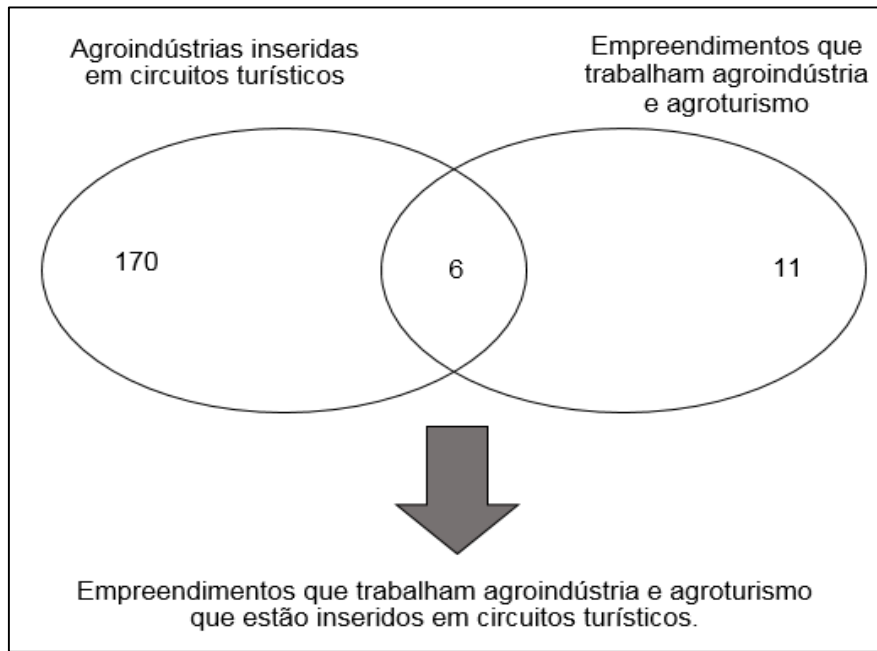 Agroindústrias inseridas
em circuitos turísticos
Empreendimentos que
trabalham agroindústria
e agroturismo
170
6
11
Empreendimentos que trabalham agroindústria e agroturismo
que estão inseridos em circuitos turísticos.